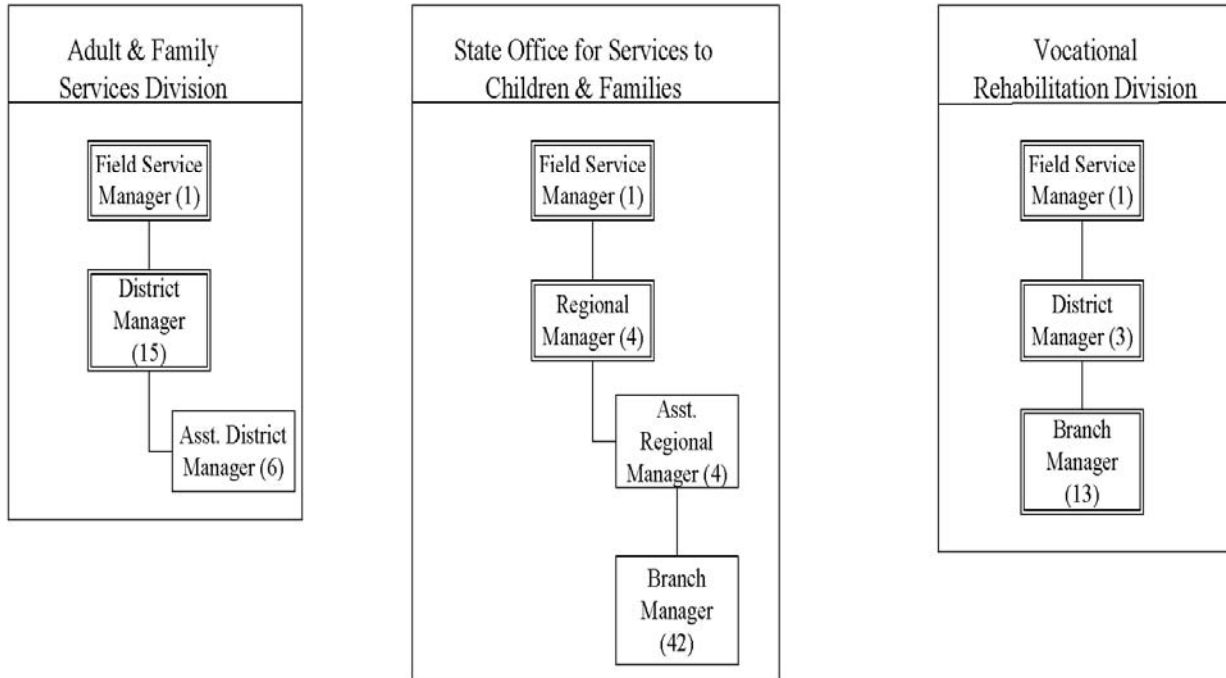 Adult & Family
Services Division
Field Service
Manager (1)
District
Manager
(15)
Asst. District
Manager (6)
State Office for Services to
Children & Families
Field Service
Manager (1)
Regional
Manager (4)
Asst.
Regional
Manager (4)
Branch
Manager
(42)
Vocational
Rehabilitation Division
Field Service
Manager (1)
District
Manager (3)
Branch
Manager
(13)